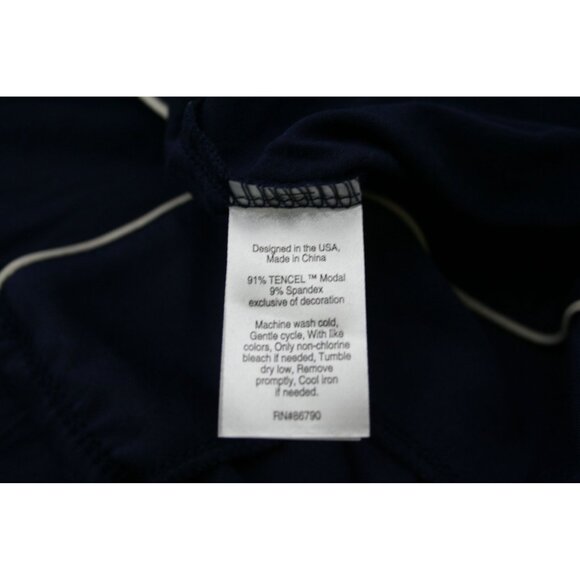 Designed in the USA,
Made in China
91% TENCEL™ Modal
9% Spandex
exclusive of decoration
Machine wash cold,
Gentle cycle, With like
colors, Only non-chlorine
bleach if needed, Tumble
dry low, Remove
promptly, Cool iron
if needed.
RN#86790